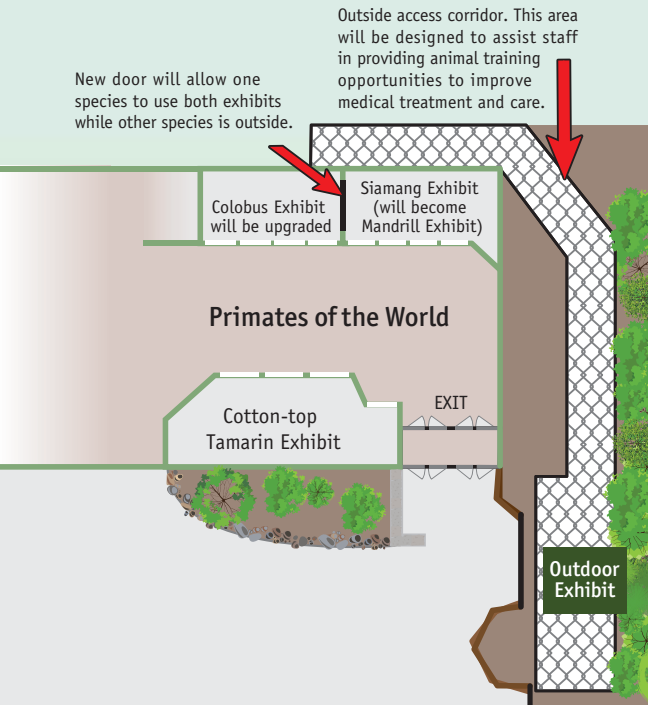 Outside access corridor. This area
will be designed to assist staff
in providing animal training
opportunities to improve
medical treatment and care.
New door will allow one
species to use both exhibits
while other species is outside.
Colobus Exhibit
will be upgraded
Siamang Exhibit
(will become
Mandrill Exhibit)
Primates of the World
EXIT
Cotton-top
Tamarin Exhibit
Outdoor
Exhibit